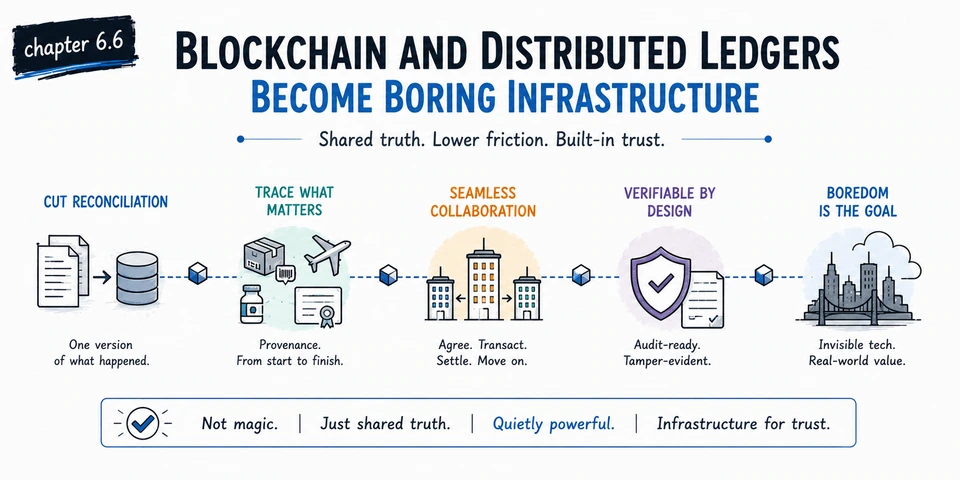 chapter 6.6
BLOCKCHAIN AND DISTRIBUTED LEDGERS
BECOME BORING INFRASTRUCTURE
Shared truth. Lower friction. Built-in trust.
CUT RECONCILIATION
One version
of what happened.
TRACE WHAT
MATTERS
Provenance.
From start to finish.
SEAMLESS
COLLABORATION
Agree. Transact.
Settle. Move on.
VERIFIABLE BY
DESIGN
Audit-ready.
Tamper-evident.
BOREDOM
IS THE GOAL
Invisible tech.
Real-world value.
Not magic.
Just shared truth.
Quietly powerful.
Infrastructure for trust.